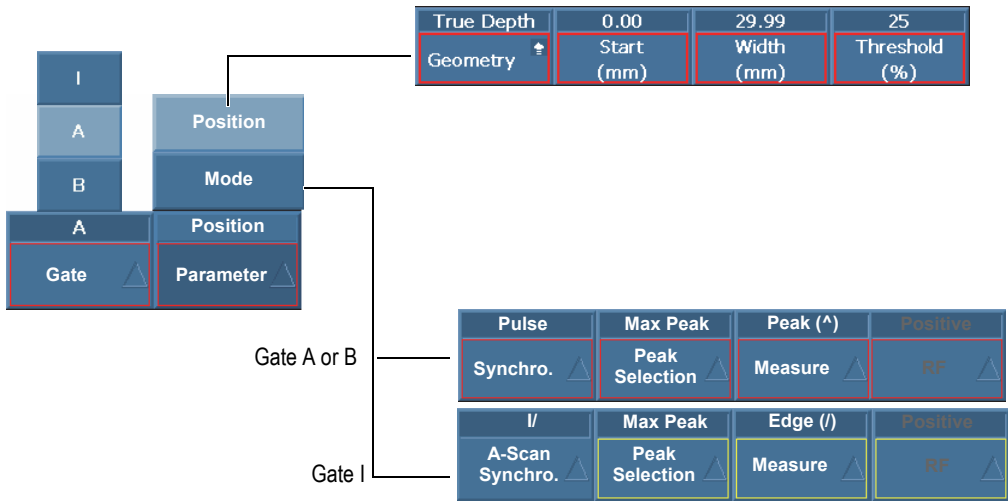 True Depth 0.00 29.99 25
Geometry Start (mm) Width (mm) Threshold (%)
I
A
B
Position
Mode
A Position
Gate Parameter
Gate A or B
Pulse Max Peak Peak (^) Positive
Synchro. Peak Selection Measure RF
Gate I
I/ Max Peak Edge (/) Positive
A-Scan Synchro. Peak Selection Measure RF